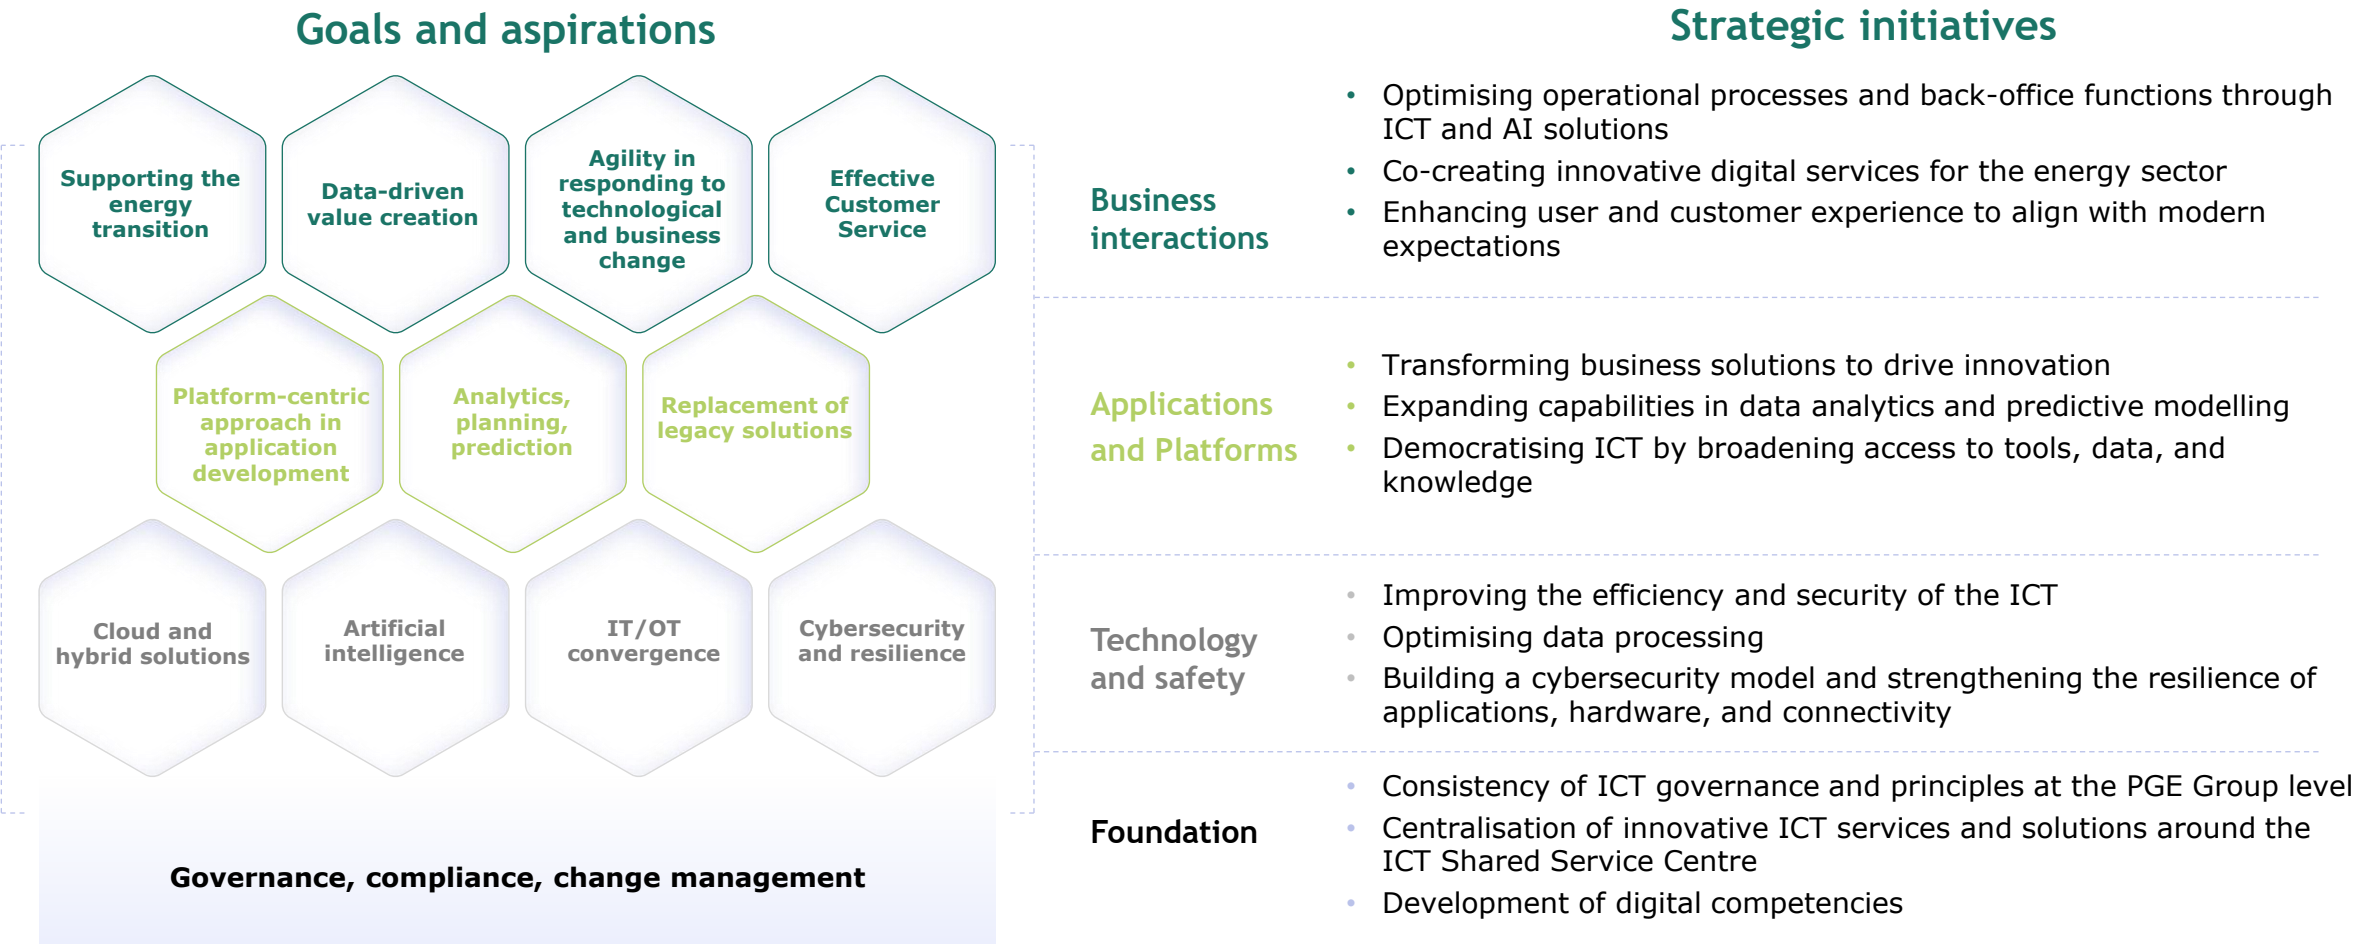 Goals and aspirations
Supporting the
energy
transition
Data-driven
value creation
Agility in
responding to
technological
and business
change
Effective
Customer
Service
Platform-centric
approach in
application
development
Analytics,
planning,
prediction
Replacement of
legacy solutions
Cloud and
hybrid solutions
Artificial
intelligence
IT/OT
convergence
Cybersecurity
and resilience
Governance, compliance, change management
Strategic initiatives
Business
interactions
• Optimising operational processes and back-office functions through
ICT and AI solutions
• Co-creating innovative digital services for the energy sector
• Enhancing user and customer experience to align with modern
expectations
Applications
and Platforms
• Transforming business solutions to drive innovation
• Expanding capabilities in data analytics and predictive modelling
• Democratising ICT by broadening access to tools, data, and
knowledge
Technology
and safety
• Improving the efficiency and security of the ICT
• Optimising data processing
• Building a cybersecurity model and strengthening the resilience of
applications, hardware, and connectivity
Foundation
• Consistency of ICT governance and principles at the PGE Group level
• Centralisation of innovative ICT services and solutions around the
ICT Shared Service Centre
• Development of digital competencies